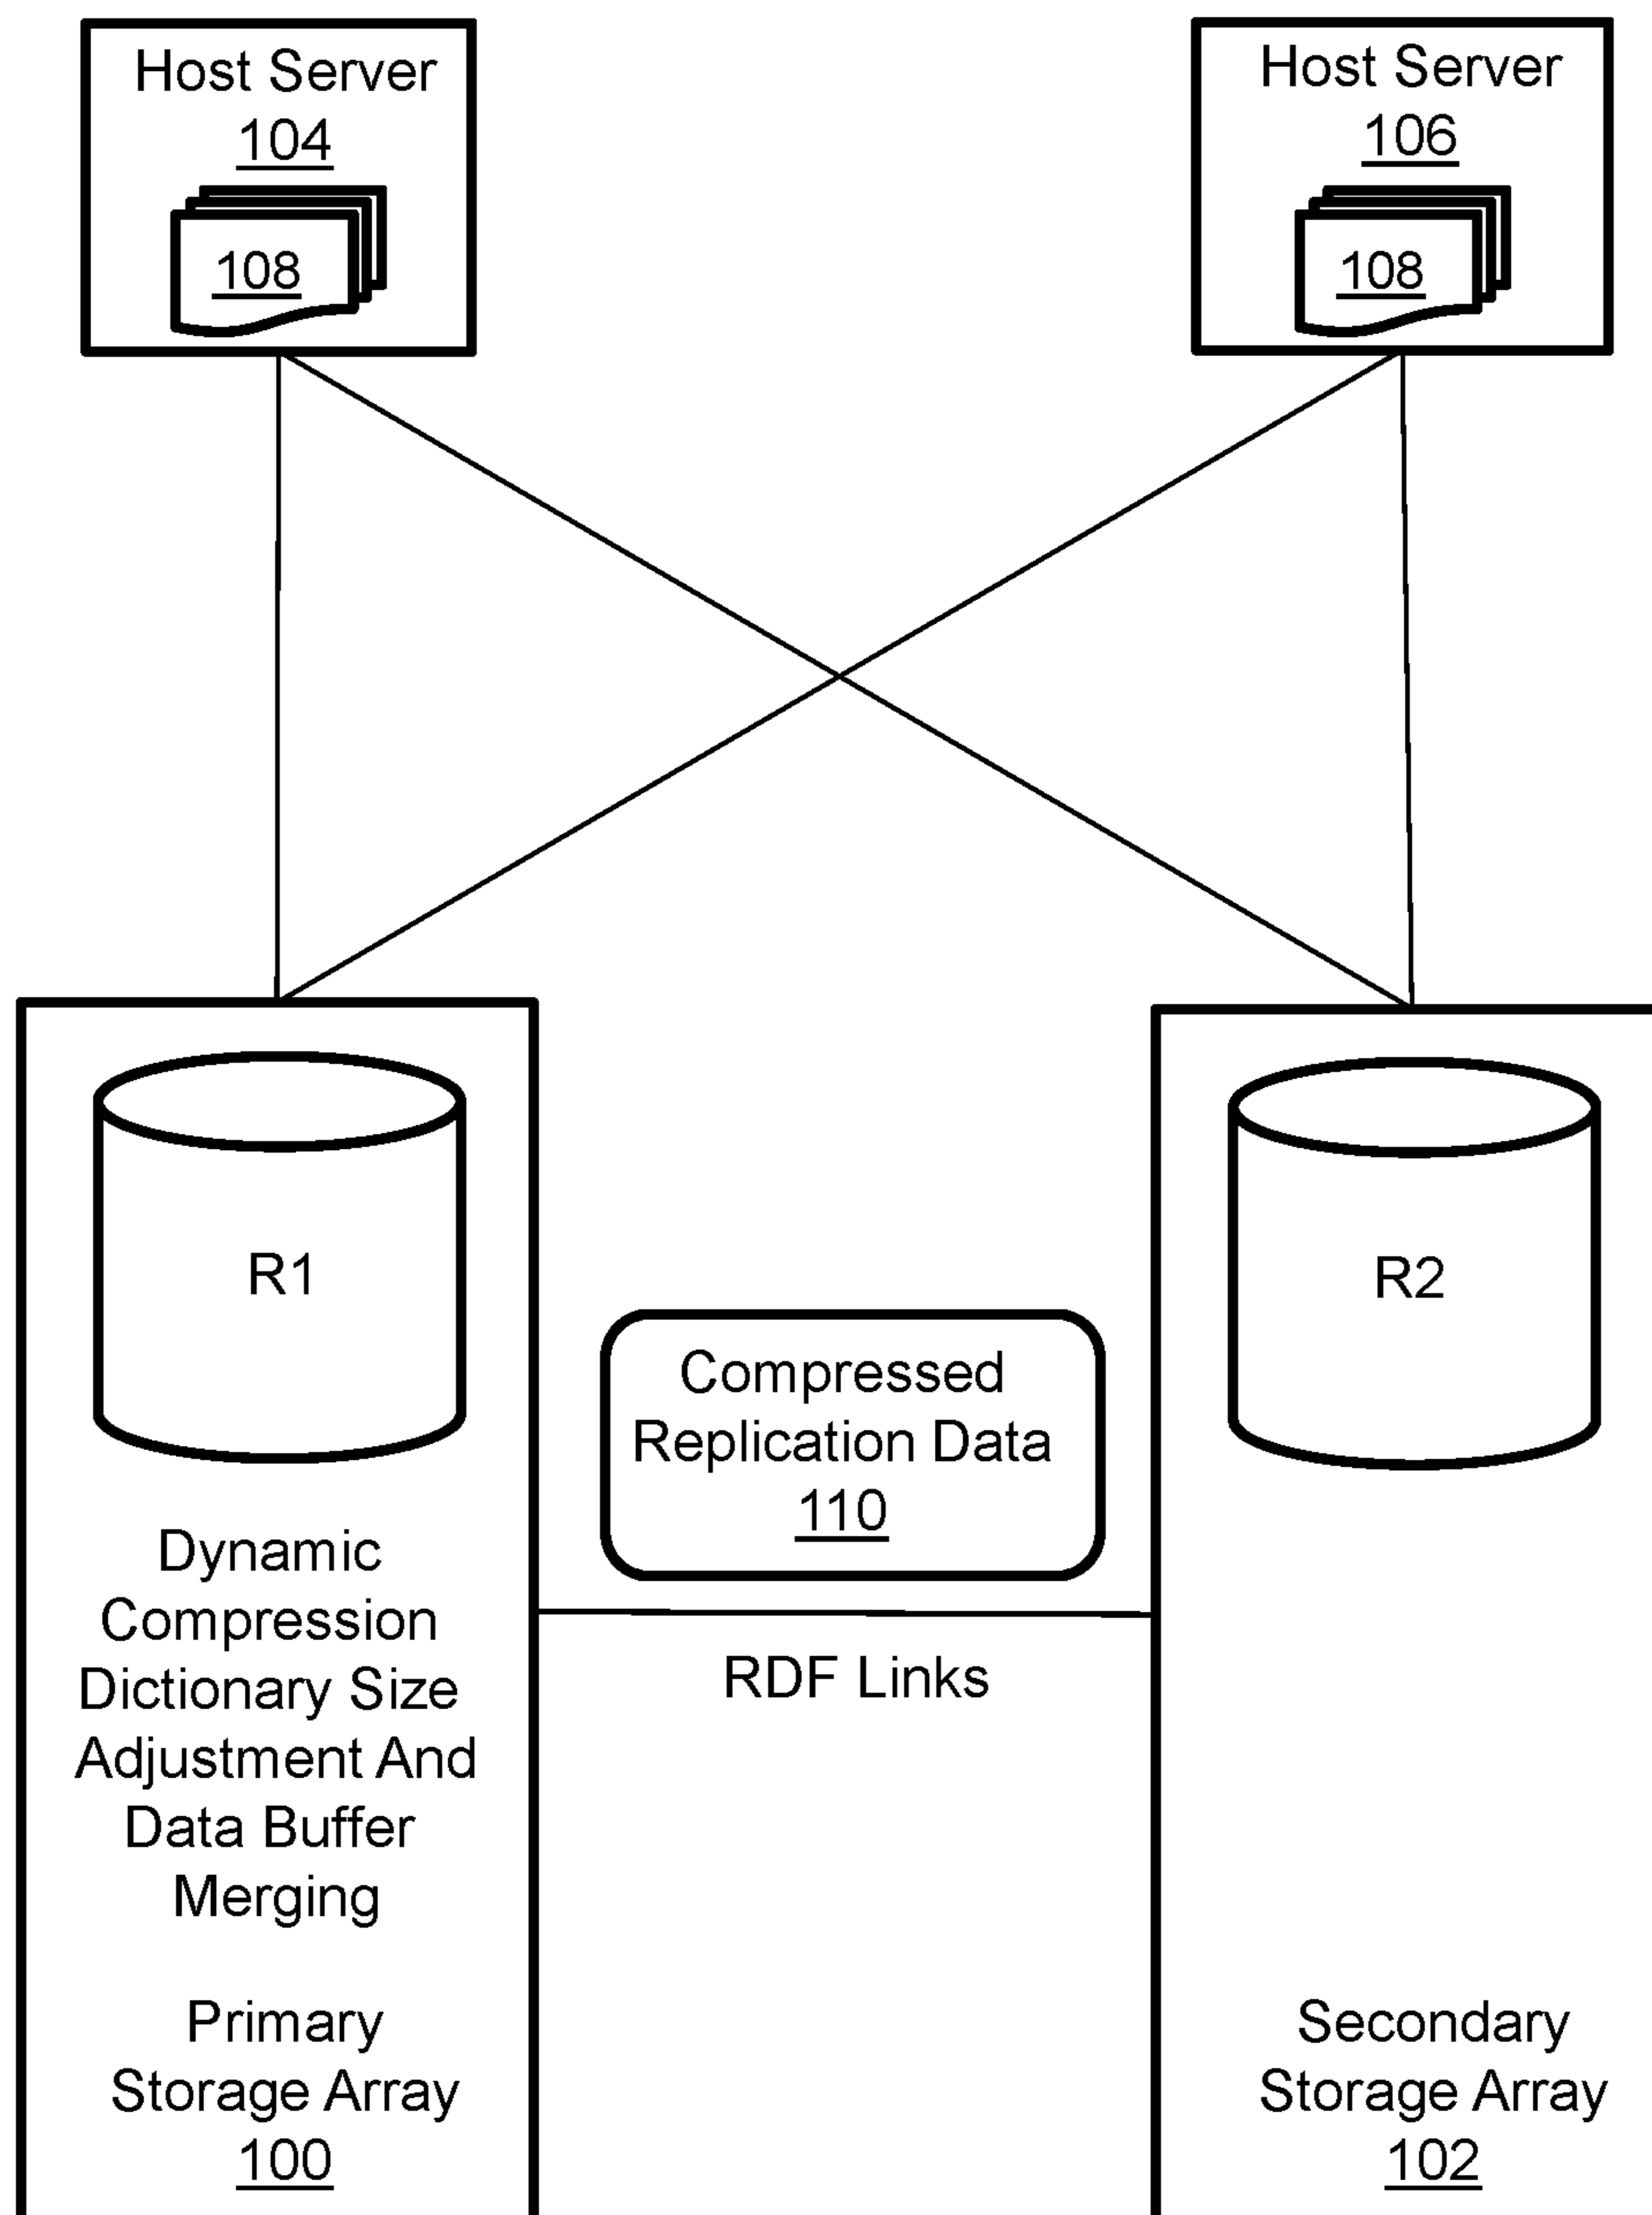 Host Server
104
108
Host Server
106
108
R1
Dynamic
Compression
Dictionary Size
Adjustment And
Data Buffer
Merging
Primary
Storage Array
100
Compressed
Replication Data
110
RDF Links
R2
Secondary
Storage Array
102